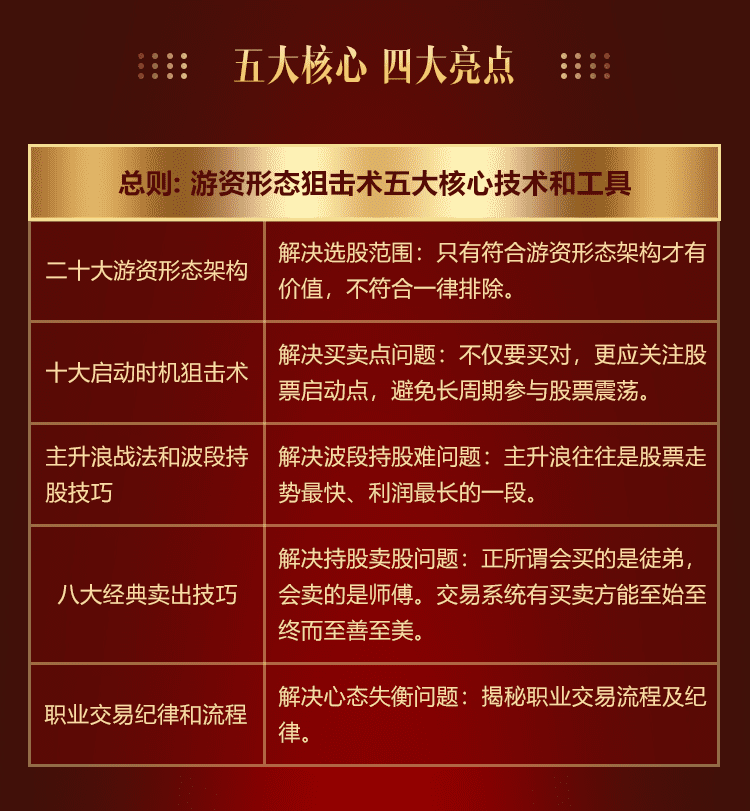 五大核心 四大亮点
总则: 游资形态狙击术五大核心技术和工具
二十大游资形态架构
解决选股范围：只有符合游资形态架构才有
价值，不符合一律排除。
十大启动时机狙击术
解决买卖点问题：不仅要买对，更应关注股
票启动点，避免长周期参与股票震荡。
主升浪战法和波段持
股技巧
解决波段持股难问题：主升浪往往是股票走
势最快、利润最长的一段。
八大经典卖出技巧
解决持股卖股问题：正所谓会买的是徒弟，
会卖的是师傅。交易系统有买卖方能至始至
终而至善至美。
职业交易纪律和流程
解决心态失衡问题：揭秘职业交易流程及纪
律。